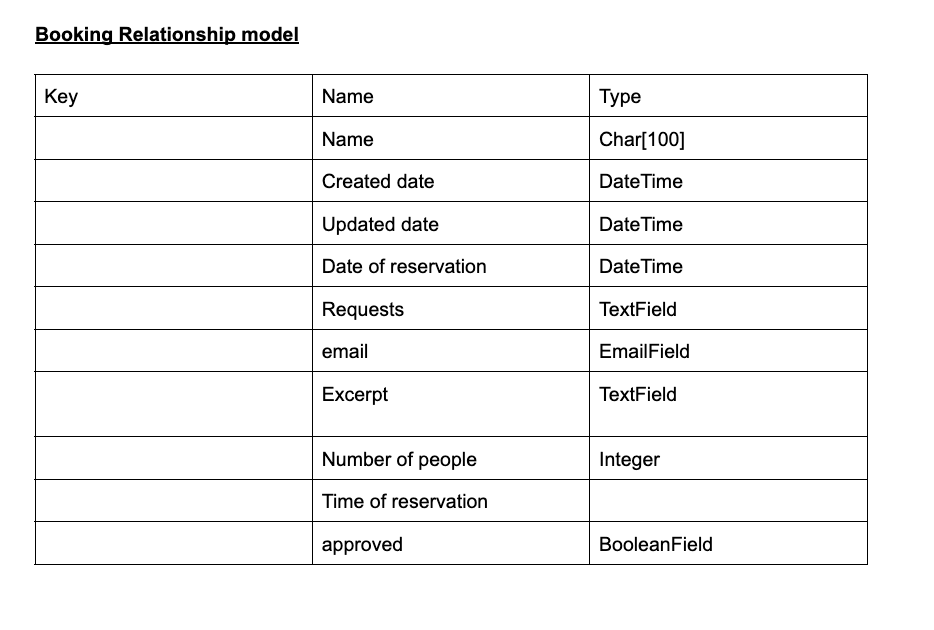 Booking Relationship model
Key Name Type
Name Char[100]
Created date DateTime
Updated date DateTime
Date of reservation DateTime
Requests TextField
email EmailField
Excerpt TextField
Number of people Integer
Time of reservation
approved BooleanField